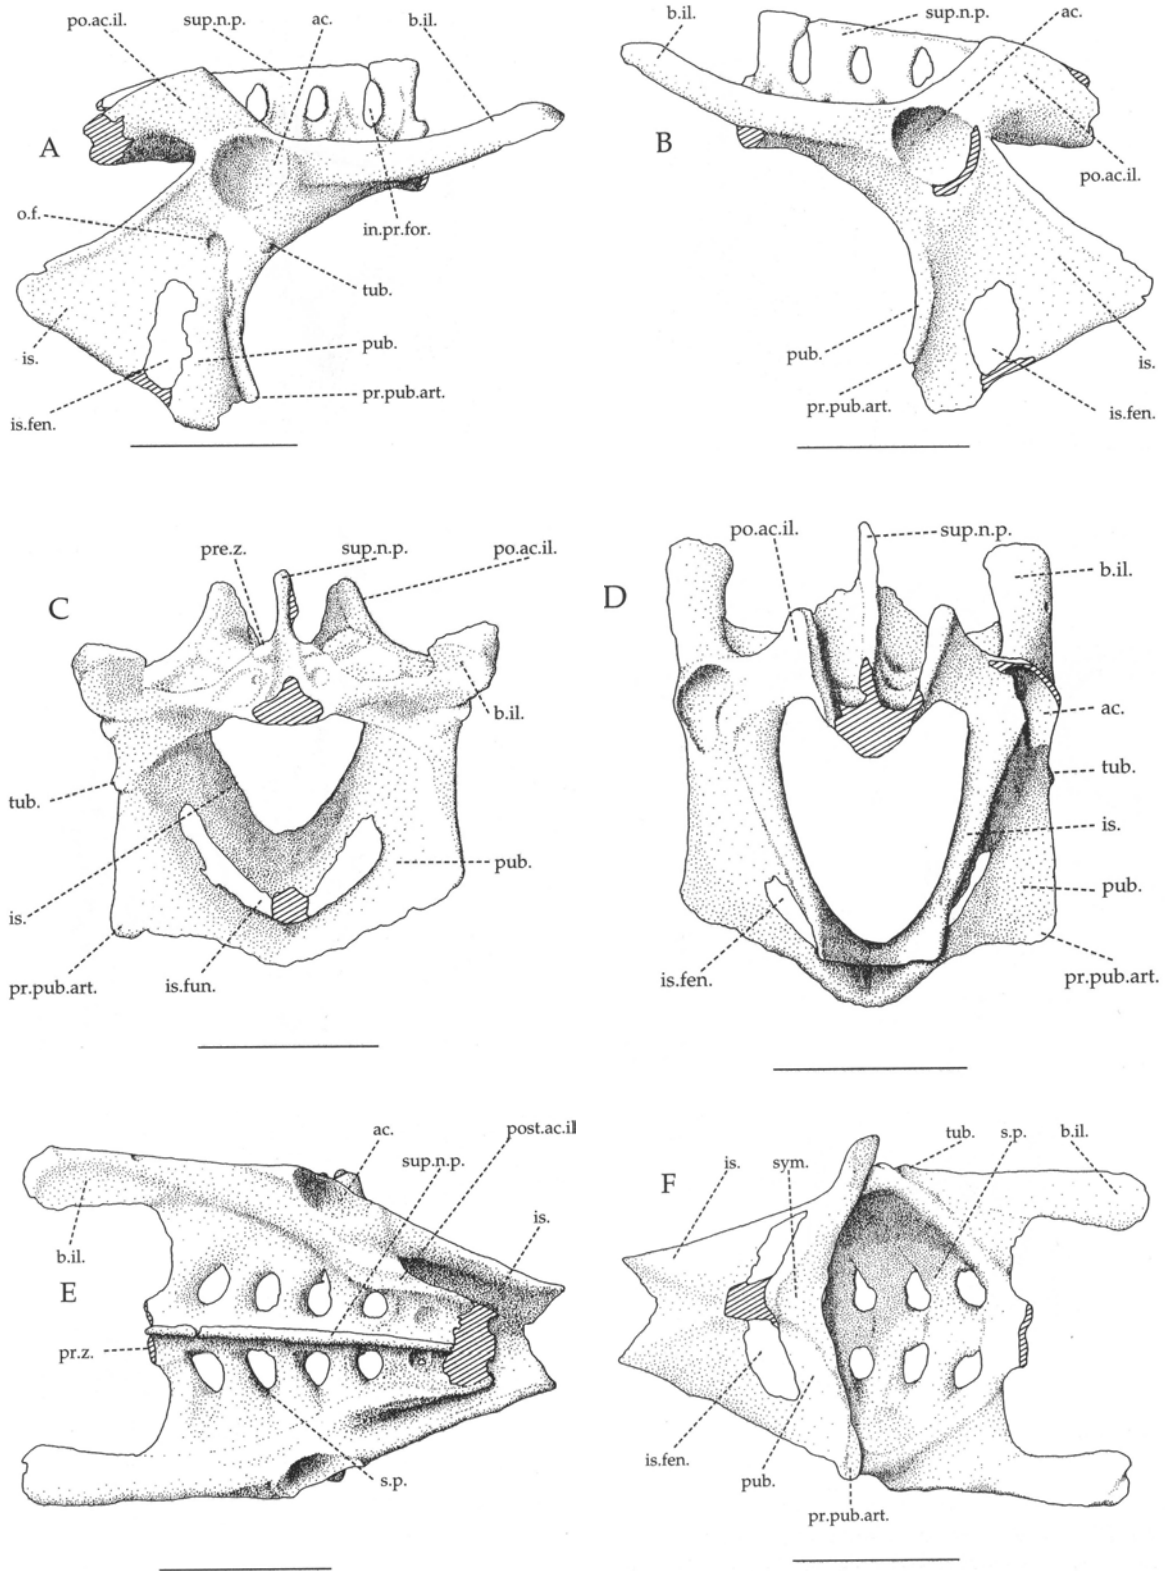 po.ac.il.
sup.n.p.
ac.
b.il.
A
o.f.
in.pr.for.
tub.
is.
pub.
pr.pub.art.
is.fen.
b.il.
sup.n.p.
ac.
B
po.ac.il.
pub.
is.
pr.pub.art.
is.fen.
pre.z.
sup.n.p.
po.ac.il.
C
b.il.
tub.
pub.
is.
pr.pub.art.
is.fun.
po.ac.il.
sup.n.p.
b.il.
D
ac.
tub.
is.
pub.
is.fen.
pr.pub.art.
ac.
post.ac.il
sup.n.p.
is.
b.il.
E
pr.z.
s.p.
tub.
s.p.
b.il.
is.
sym.
F
is.fen.
pub.
pr.pub.art.